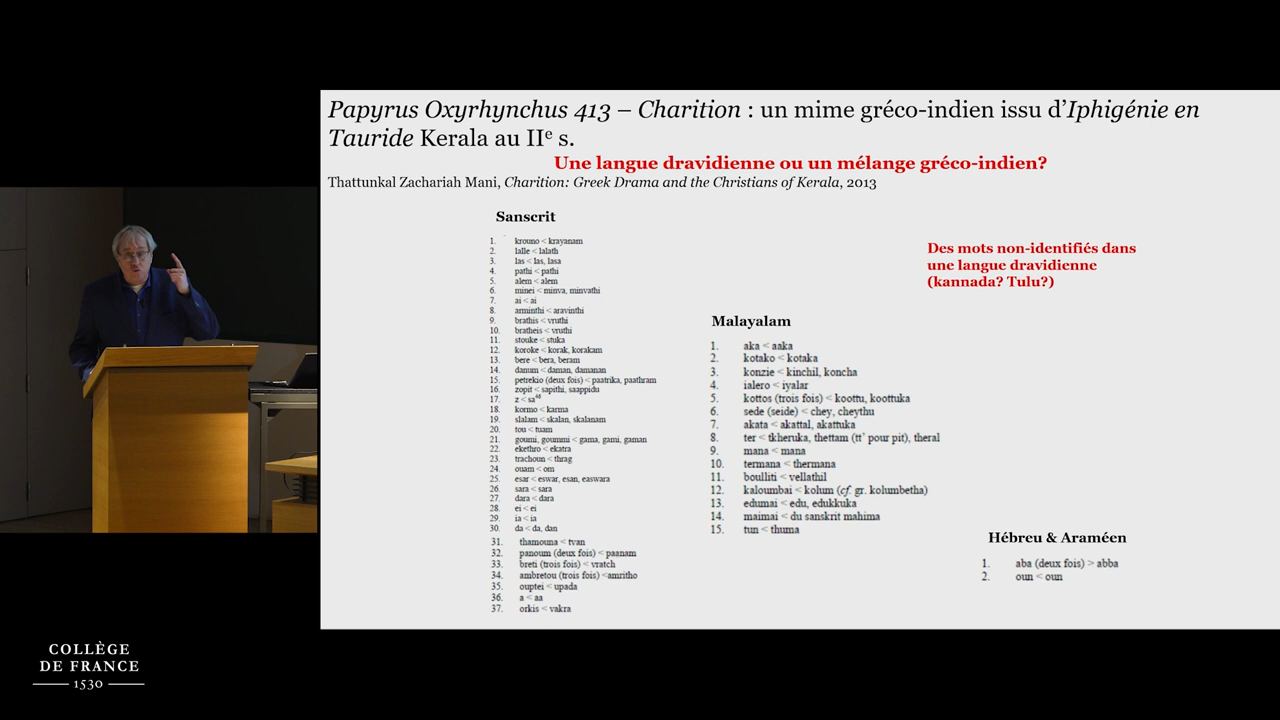 Papyrus Oxyrhynchus 413 – Charition : un mime gréco-indien issu d'Iphigénie en
Tauride Kerala au IIe s.
Une langue dravidienne ou un mélange gréco-indien?
Thattunkal Zachariah Mani, Charition: Greek Drama and the Christians of Kerala, 2013
Sanscrit
1. krouno < krayanam
2. lalle < lalath
3. las < las, lasa
4. pathi < pathi
5. alem < alem
6. minei < minva, minvathi
7. ai < ai
8. arminthi < aravinthi
9. brathis < vruthi
10. bratheis < vruthi
11. stouke < stuka
12. koroke < korak, korakam
13. bere < bera, beram
14. danum < daman, damanan
15. petrekio (deux fois) < paatrika, paathram
16. zopit < sapithi, saappidu
17. z < sa
18. kormo < karma
19. slalam < skalan, skalanam
20. tou < tuam
21. goumi, goummi < gama, gami, gaman
22. ekethro < ekatra
23. trachoun < thrag
24. ouam < om
25. esar < eswar, esan, easwara
26. sara < sara
27. dara < dara
28. ei < ei
29. ia < ia
30. da < da, dan
31. thamouna < tvan
32. panoum (deux fois) < paanam
33. breti (trois fois) < vratch
34. ambretou (trois fois) <amritho
35. ouptei < upada
36. a < aa
37. orkis < vakra
Des mots non-identifiés dans
une langue dravidienne
(kannada? Tulu?)
Malayalam
1. aka < aaka
2. kotako < kotaka
3. konzie < kinchil, koncha
4. ialero < iyalar
5. kottos (trois fois) < koottu, koottuka
6. sede (seide) < chey, cheythu
7. akata < akattal, akattuka
8. ter < tkheruka, thettam (tt' pour pit), theral
9. mana < mana
10. termana < thermana
11. boulliti < vellathil
12. kaloumbai < kolum (cf. gr. kolumbetha)
13. edumai < edu, edukkuka
14. maimai < du sanskrit mahima
15. tun < thuma
Hébreu & Araméen
1. aba (deux fois) > abba
2. oun < oun
COLLÈGE
DE FRANCE
1530